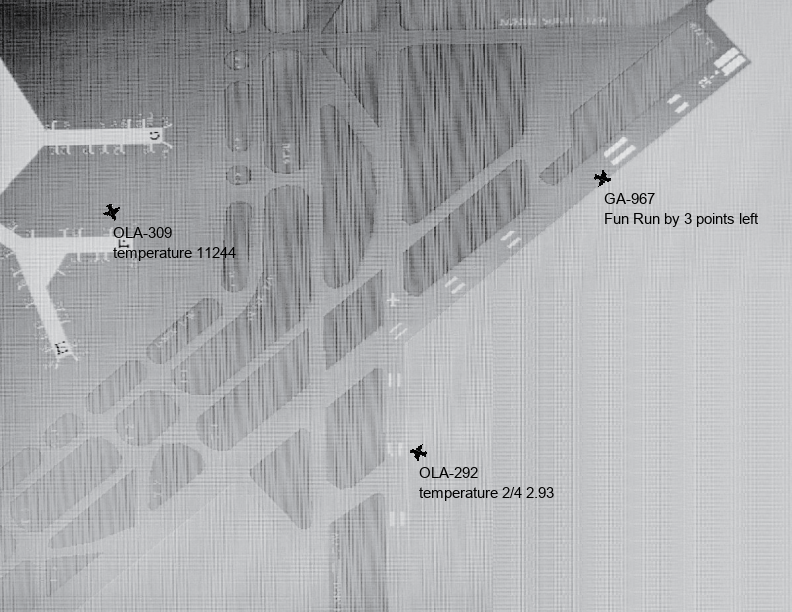 OLA-309
temperature 11244
GA-967
Fun Run by 3 points left
OLA-292
temperature 2/4 2.93